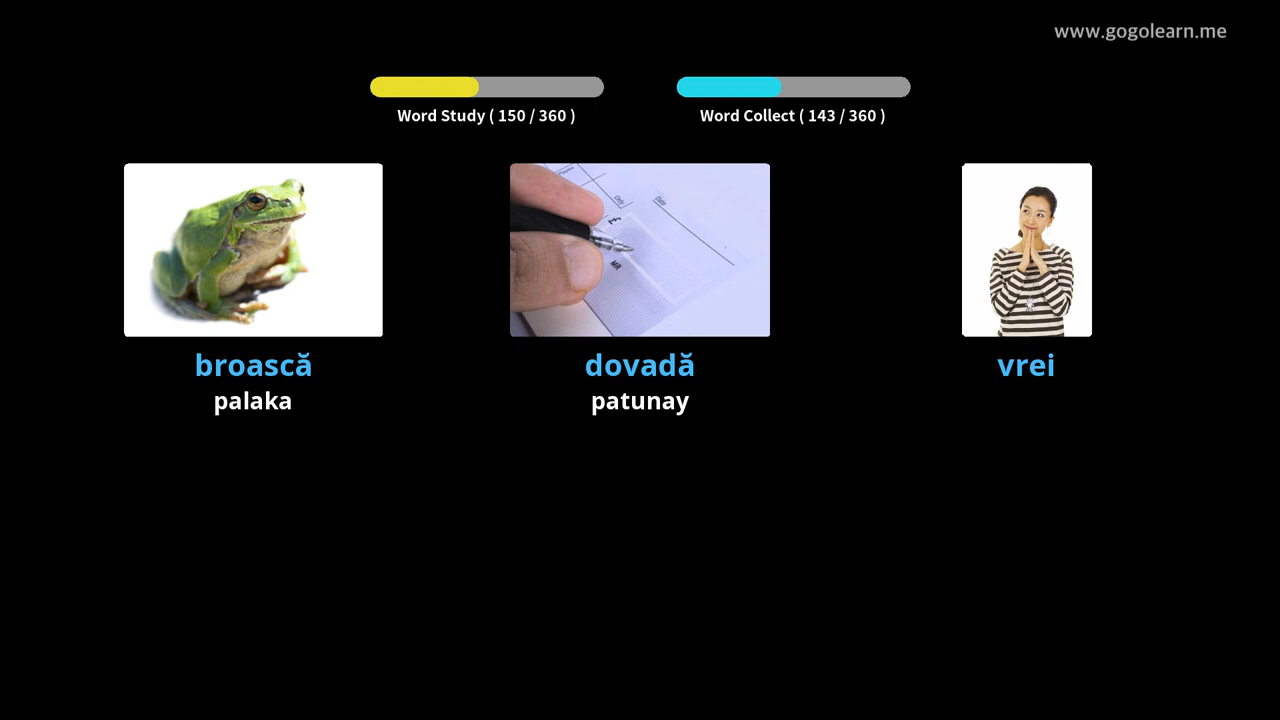 www.gogolearn.me
Word Study ( 150 / 360 )
Word Collect ( 143 / 360 )
broască
palaka
dovadă
patunay
vrei